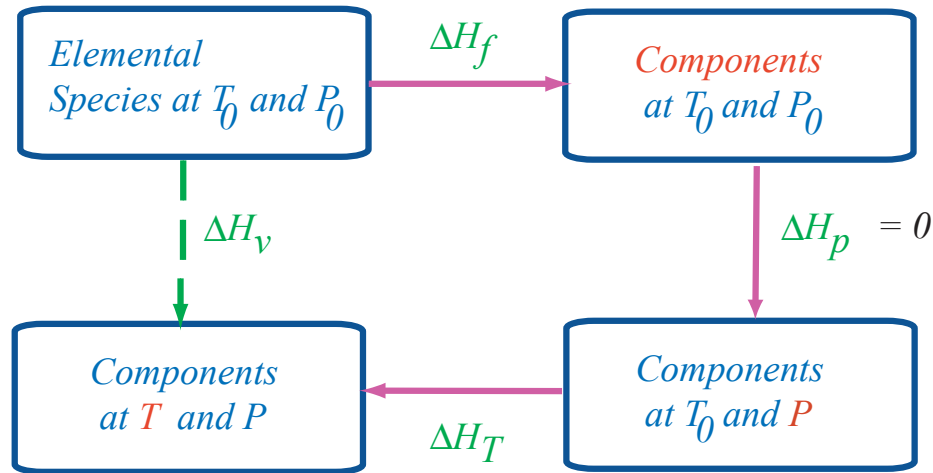 Elemental
Species at T0 and P0
ΔHf
Components
at T0 and P0
ΔHv
ΔHp = 0
Components
at T and P
ΔHT
Components
at T0 and P